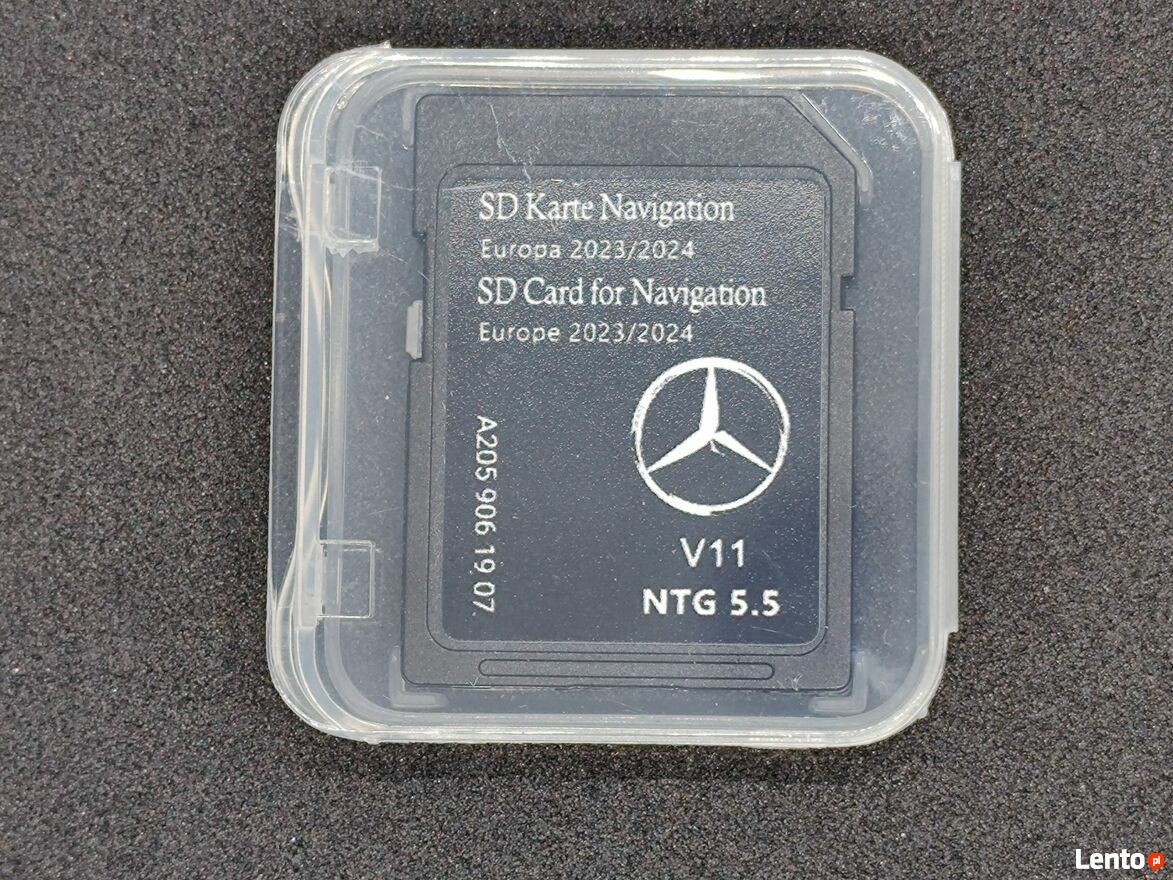 SD Karte Navigation
Europa 2023/2024
SD Card for Navigation
Europe 2023/2024
A205 906 19 07.
V11
NTG 5.5
Lento.pl